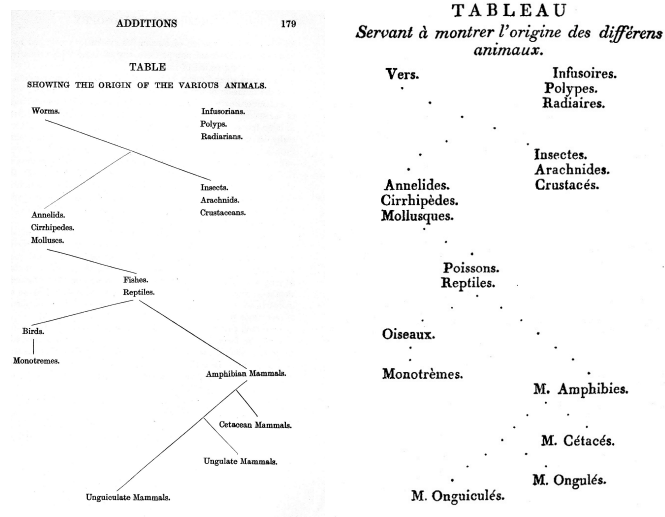 ADDITIONS 179
TABLE
SHOWING THE ORIGIN OF THE VARIOUS ANIMALS.
Worms. Infusorians.
Polyps.
Radiarians.
Insects.
Arachnids.
Crustaceans.
Annelids.
Cirrhipedes.
Molluscs.
Fishes.
Reptiles.
Birds.
Monotremes.
Amphibian Mammals.
Cetacean Mammals.
Ungulate Mammals.
Unguiculate Mammals.
TABLEAU
Servant à montrer l'origine des différens
animaux.
Vers. Infusoires.
Polypes.
Radiaires.
Insectes.
Arachnides.
Crustacés.
Annelides.
Cirrhipèdes.
Mollusques.
Poissons.
Reptiles.
Oiseaux.
Monotrèmes.
M. Amphibies.
M. Cétacés.
M. Ongulés.
M. Onguiculés.